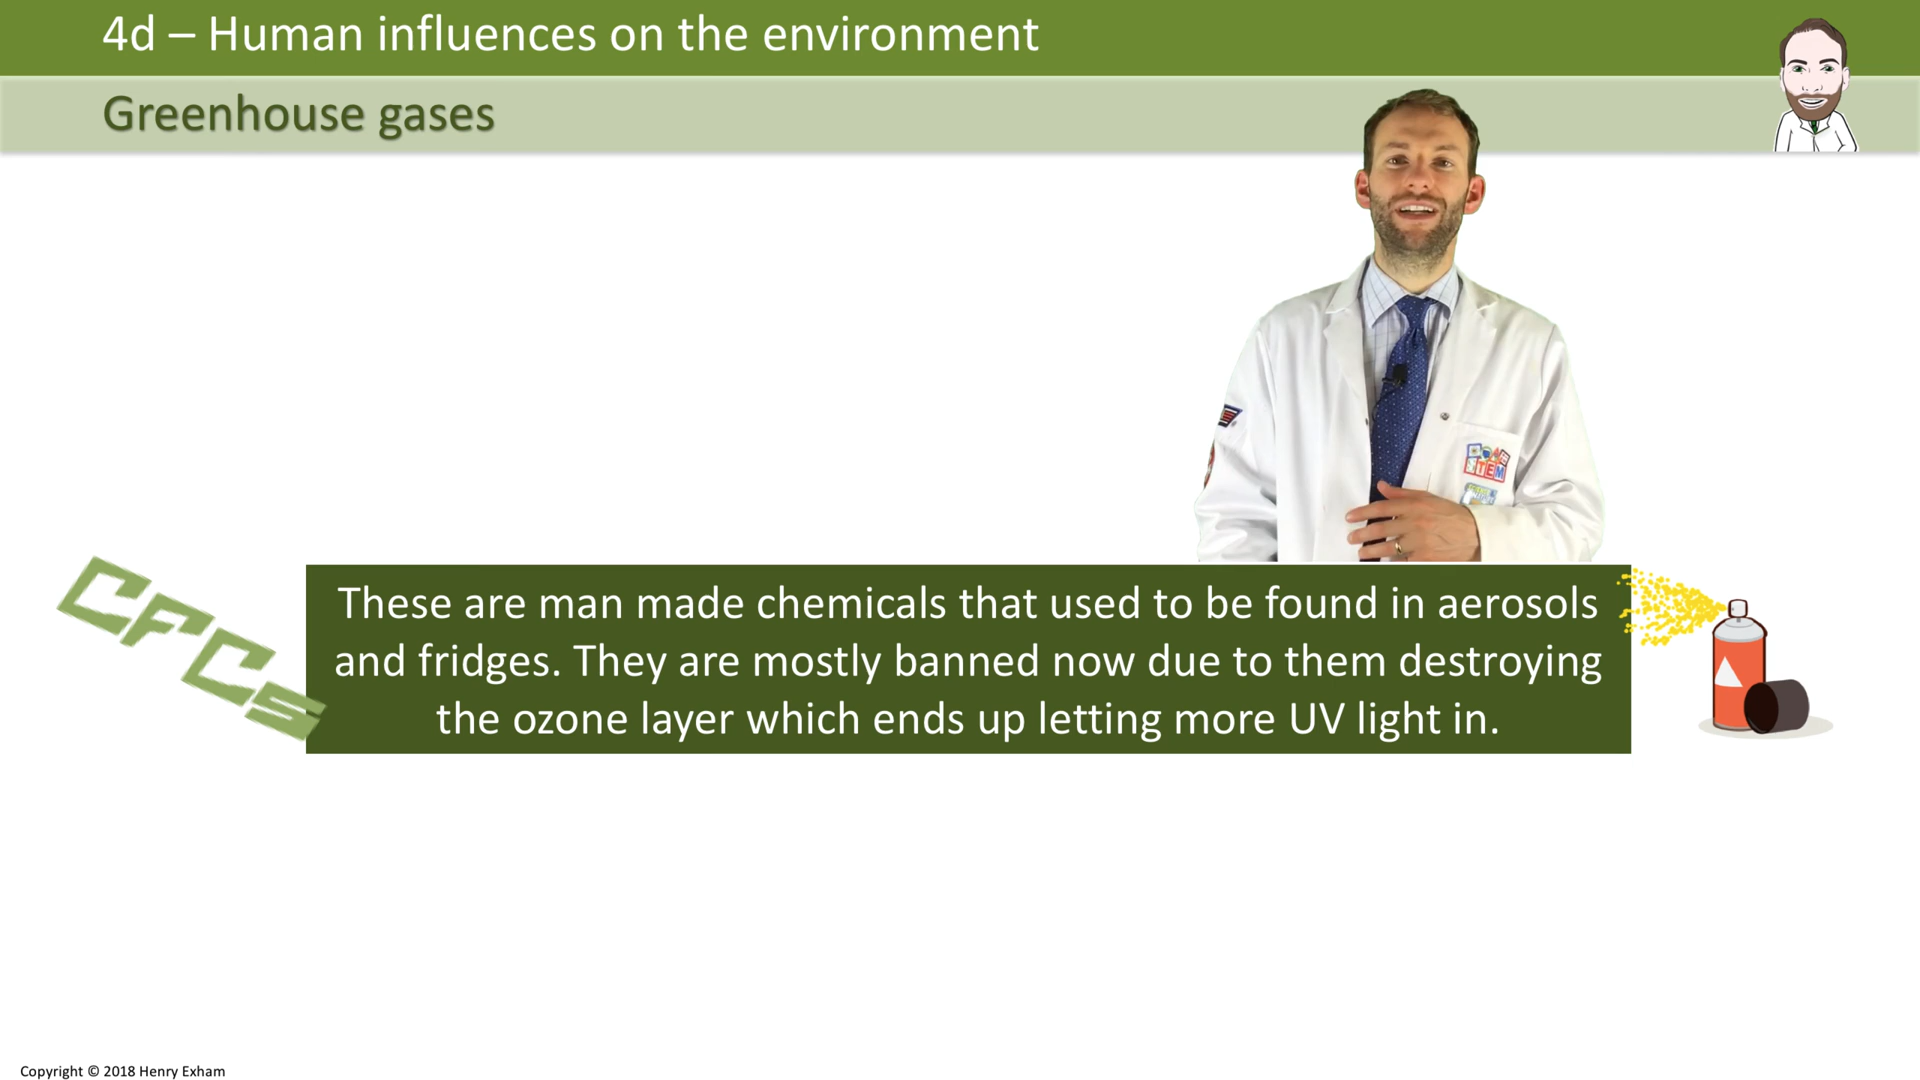 4d – Human influences on the environment
Greenhouse gases
STEM
CFCs
These are man made chemicals that used to be found in aerosols
and fridges. They are mostly banned now due to them destroying
the ozone layer which ends up letting more UV light in.
Copyright © 2018 Henry Exham